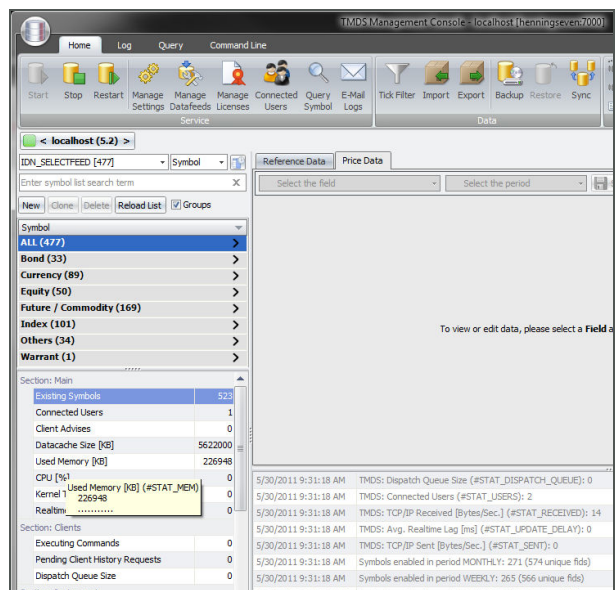 TMDS Management Console - localhost [henningseven:7000]
Home Log Query Command Line
Start Stop Restart Manage Settings Manage Datafeeds Manage Licenses Connected Users Query Symbol E-Mail Logs Tick Filter Import Export Backup Restore Sync
Service Data
< localhost (5.2) >
IDN_SELECTFEED [477] Symbol
Enter symbol list search term X
New Clone Delete Reload List Groups
Symbol
ALL (477)
Bond (33)
Currency (89)
Equity (50)
Future / Commodity (169)
Index (101)
Others (34)
Warrant (1)
Reference Data Price Data
Select the field Select the period
To view or edit data, please select a Field a
Section: Main
Existing Symbols 523
Connected Users 1
Client Advises 0
Datacache Size [KB] 5622000
Used Memory [KB] 226948
CPU [%] 0
Kernel T 0
Realtime 0
Used Memory [KB] (#STAT_MEM)
226948
...........
Section: Clients
Executing Commands 0
Pending Client History Requests 0
Dispatch Queue Size 0
5/30/2011 9:31:18 AM TMDS: Dispatch Queue Size (#STAT_DISPATCH_QUEUE): 0
5/30/2011 9:31:18 AM TMDS: Connected Users (#STAT_USERS): 2
5/30/2011 9:31:18 AM TMDS: TCP/IP Received [Bytes/Sec.] (#STAT_RECEIVED): 14
5/30/2011 9:31:18 AM TMDS: Avg. Realtime Lag [ms] (#STAT_UPDATE_DELAY): 0
5/30/2011 9:31:18 AM TMDS: TCP/IP Sent [Bytes/Sec.] (#STAT_SENT): 0
5/30/2011 9:31:18 AM Symbols enabled in period MONTHLY: 271 (574 unique fids)
5/30/2011 9:31:18 AM Symbols enabled in period WEEKLY: 265 (566 unique fids)